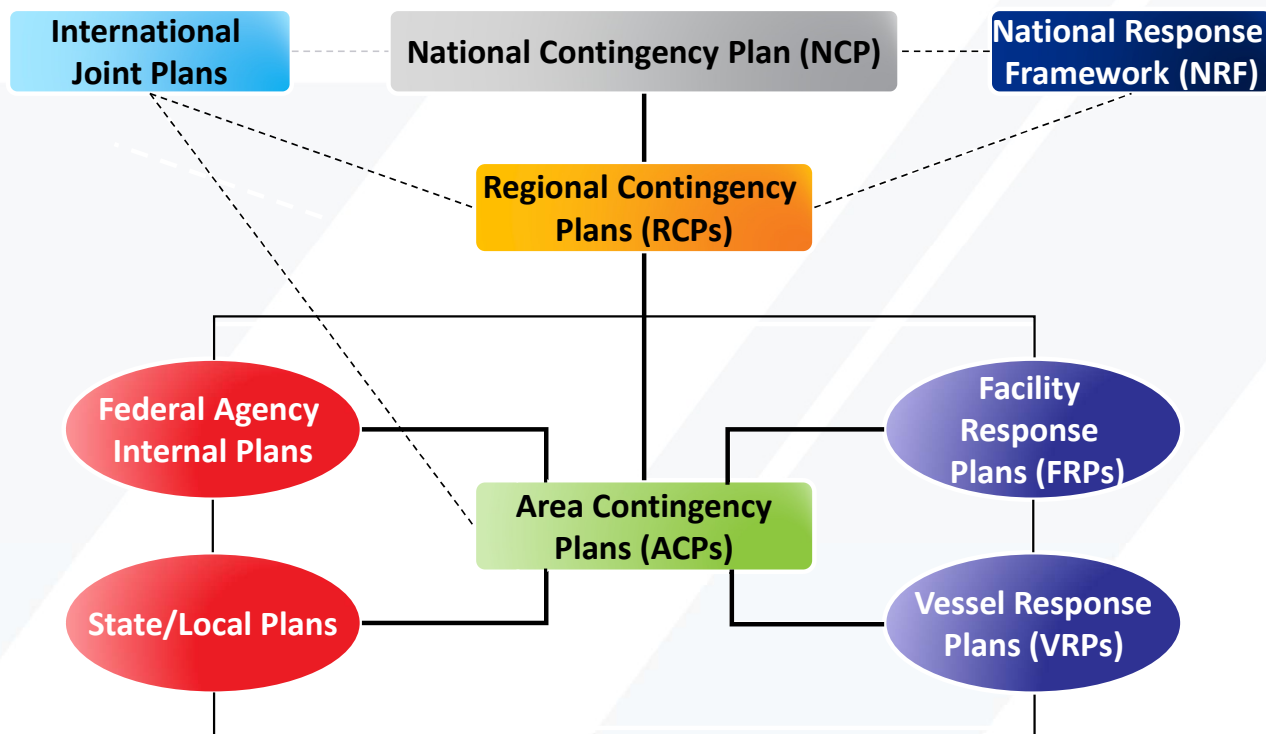 International
Joint Plans
National Contingency Plan (NCP)
National Response
Framework (NRF)
Regional Contingency
Plans (RCPs)
Federal Agency
Internal Plans
Facility
Response
Plans (FRPs)
Area Contingency
Plans (ACPs)
State/Local Plans
Vessel Response
Plans (VRPs)